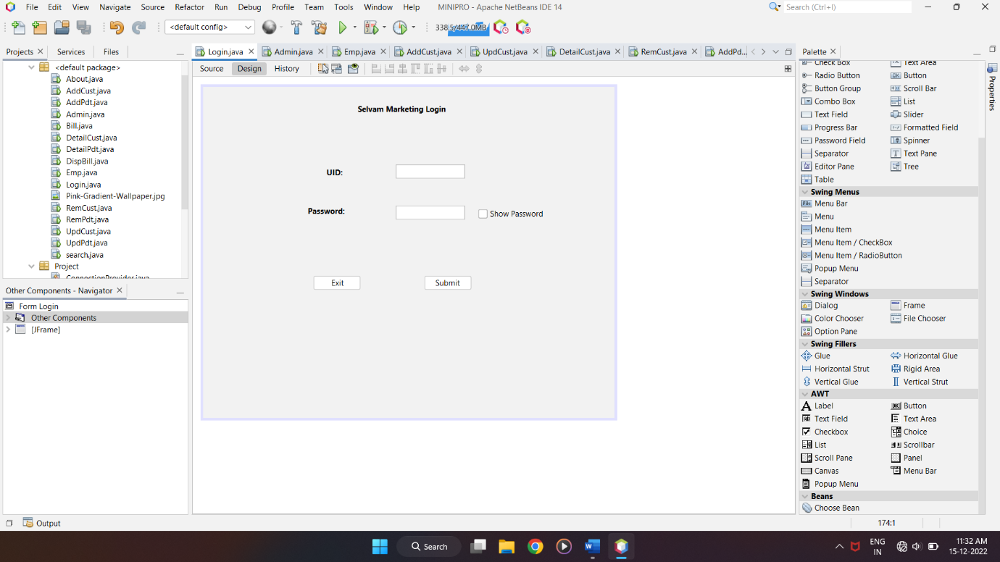 File Edit View Navigate Source Refactor Run Debug Profile Team Tools Window Help MINIPRO - Apache NetBeans IDE 14 Search (Ctrl+I)
<default config> 338.5/447.0MB
Projects Services Files Login.java Admin.java Emp.java AddCust.java UpdCust.java DetailCust.java RemCust.java AddPd... Palette
Source Design History
<default package>
About.java
AddCust.java
AddPdt.java
Admin.java
Bill.java
DetailCust.java
DetailPdt.java
DispBill.java
Emp.java
Login.java
Pink-Gradient-Wallpaper.jpg
RemCust.java
RemPdt.java
UpdCust.java
UpdPdt.java
search.java
Project
ConnectionProvider.java
Other Components - Navigator
Form Login
Other Components
[JFrame]
Selvam Marketing Login
UID:
Password: Show Password
Exit Submit
Check Box Text Area
Radio Button Button
Button Group Scroll Bar
Combo Box List
Text Field Slider
Progress Bar Formatted Field
Password Field Spinner
Separator Text Pane
Editor Pane Tree
Table
Swing Menus
Menu Bar
Menu
Menu Item
Menu Item / CheckBox
Menu Item / RadioButton
Popup Menu
Separator
Swing Windows
Dialog Frame
Color Chooser File Chooser
Option Pane
Swing Fillers
Glue Horizontal Glue
Horizontal Strut Rigid Area
Vertical Glue Vertical Strut
AWT
Label Button
Text Field Text Area
Checkbox Choice
List Scrollbar
Scroll Pane Panel
Canvas Menu Bar
Popup Menu
Beans
Choose Bean
Properties
Output 174:1
Search ENG IN 11:32 AM 15-12-2022